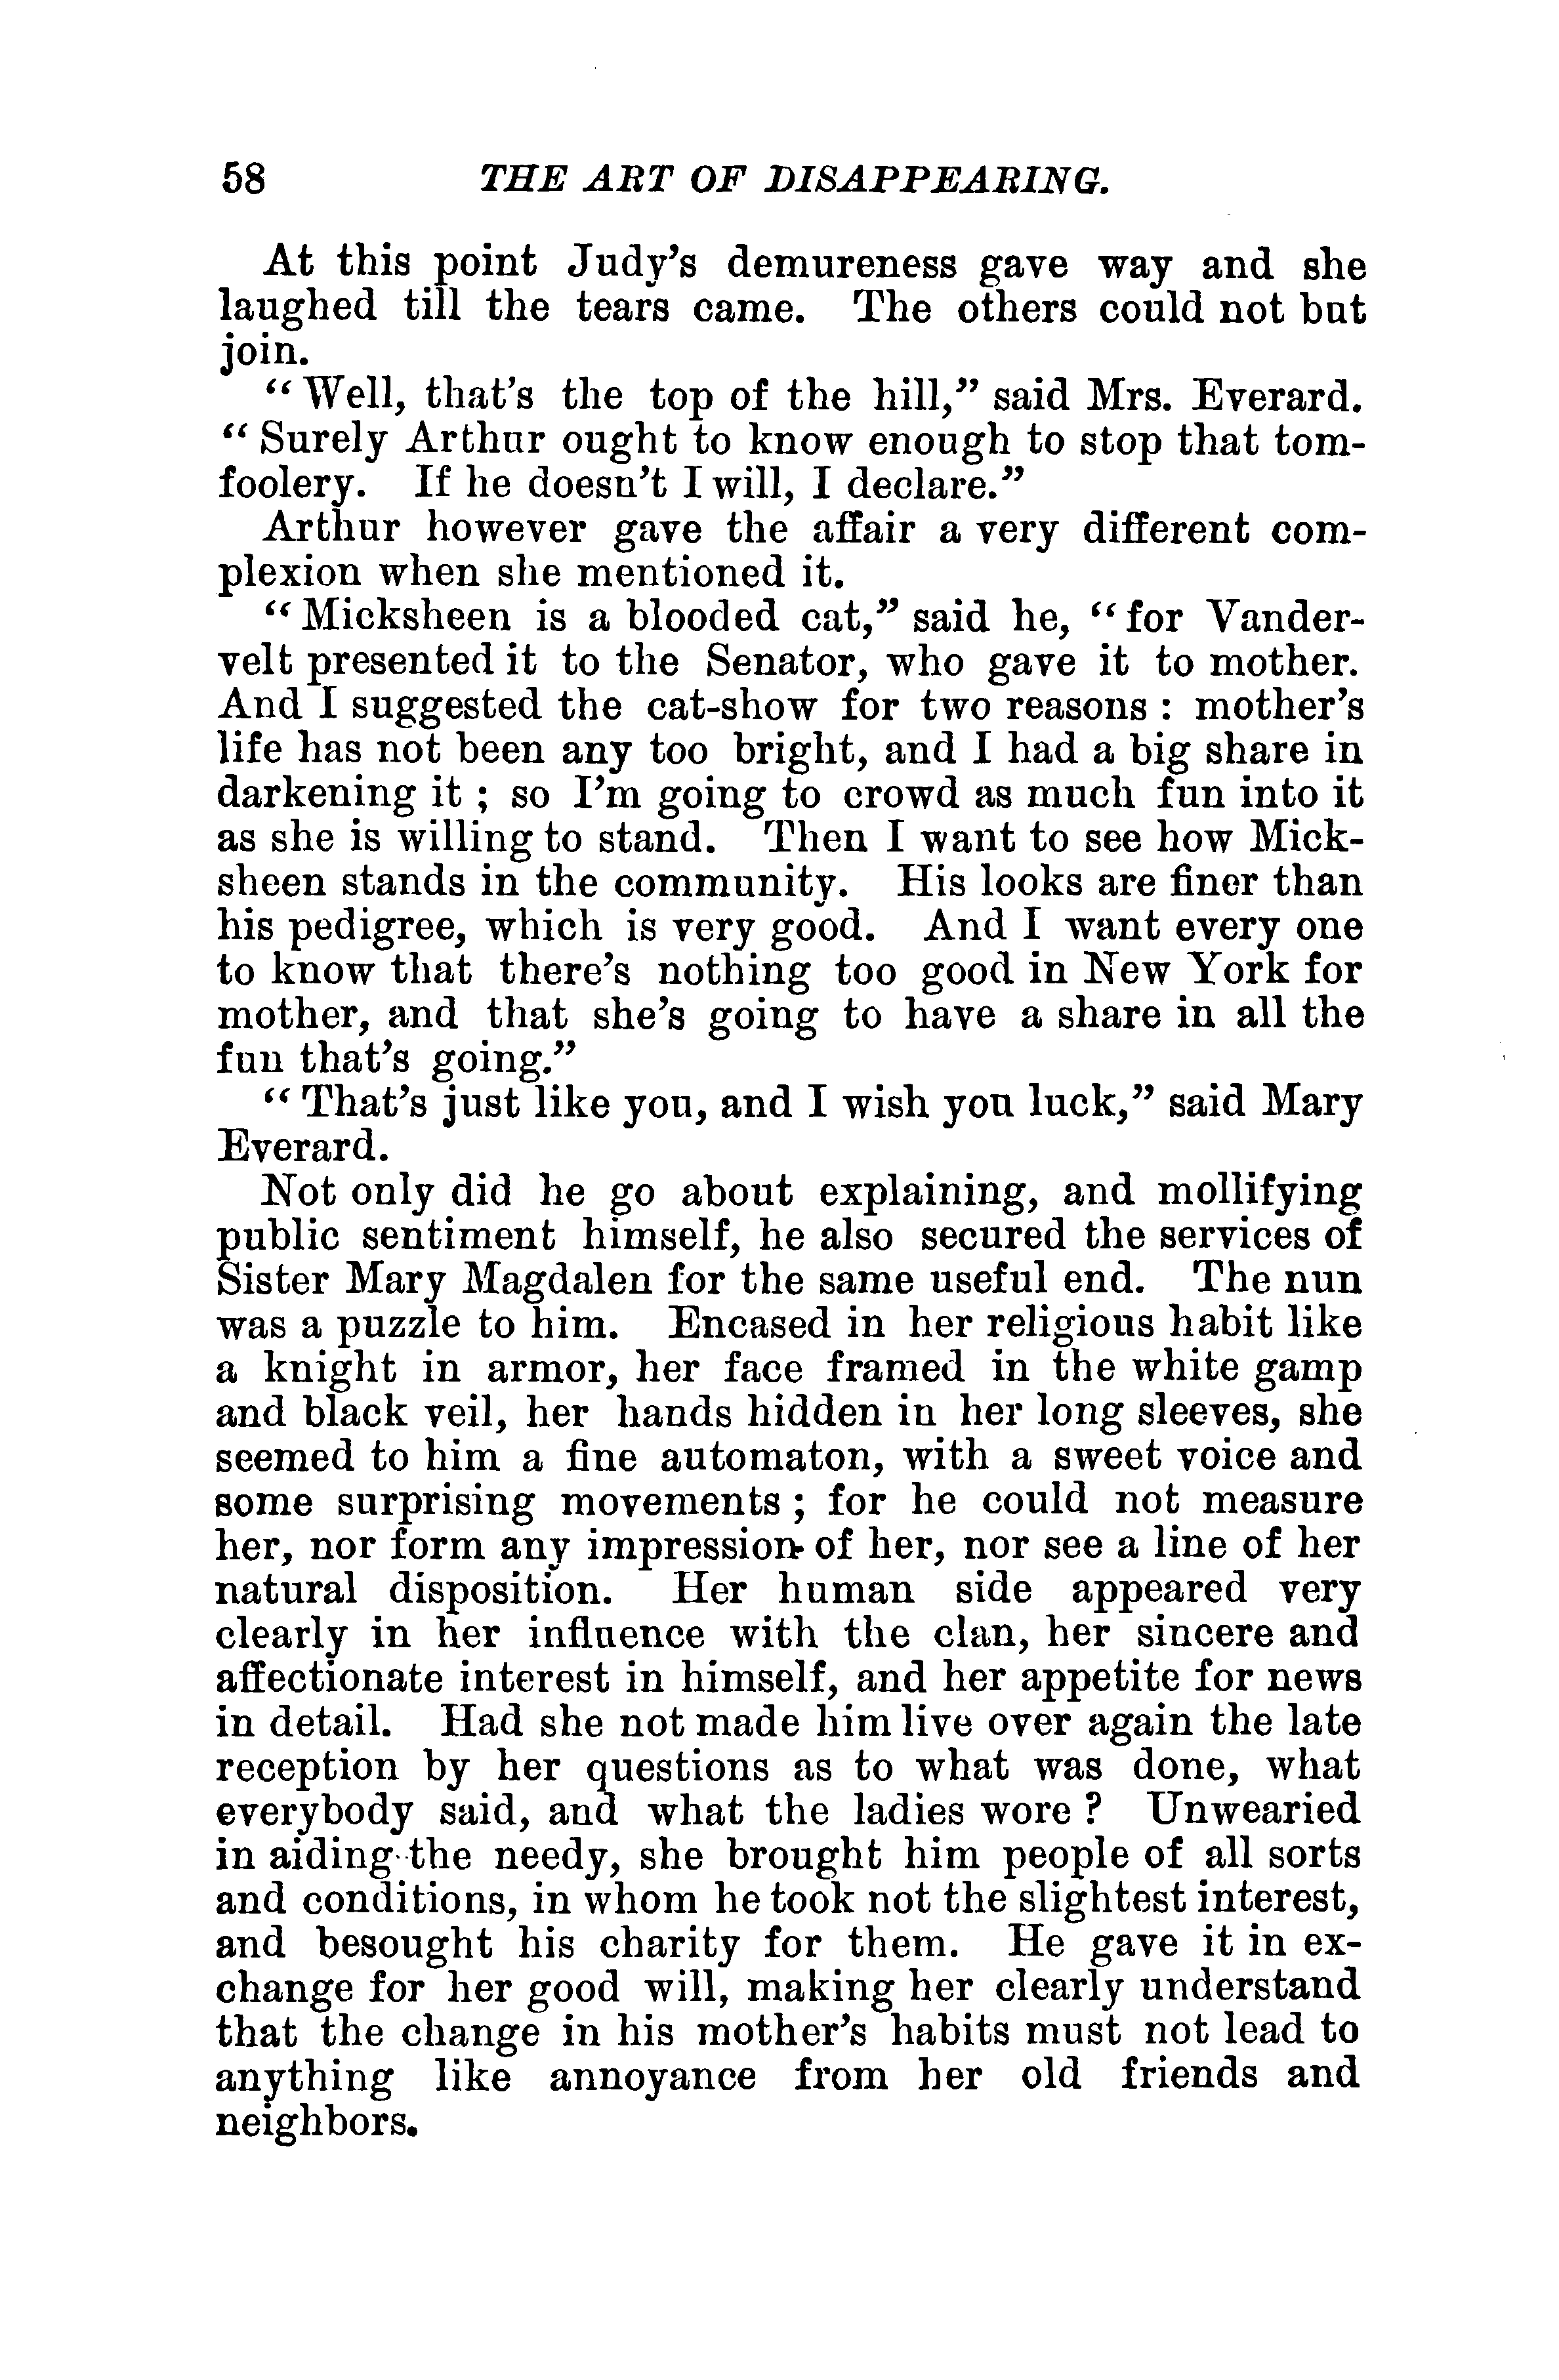 58 THE ART OF DISAPPEARING.
At this point Judy's demureness gave way and she
laughed till the tears came. The others could not but
join.
“Well, that's the top of the hill,” said Mrs. Everard.
“Surely Arthur ought to know enough to stop that tom-
foolery. If he doesn't I will, I declare.”
Arthur however gave the affair a very different com-
plexion when she mentioned it.
“Micksheen is a blooded cat,” said he, “for Vander-
velt presented it to the Senator, who gave it to mother.
And I suggested the cat-show for two reasons: mother's
life has not been any too bright, and I had a big share in
darkening it; so I'm going to crowd as much fun into it
as she is willing to stand. Then I want to see how Mick-
sheen stands in the community. His looks are finer than
his pedigree, which is very good. And I want every one
to know that there's nothing too good in New York for
mother, and that she's going to have a share in all the
fun that's going.”
“That's just like you, and I wish you luck,” said Mary
Everard.
Not only did he go about explaining, and mollifying
public sentiment himself, he also secured the services of
Sister Mary Magdalen for the same useful end. The nun
was a puzzle to him. Encased in her religious habit like
a knight in armor, her face framed in the white gamp
and black veil, her hands hidden in her long sleeves, she
seemed to him a fine automaton, with a sweet voice and
some surprising movements; for he could not measure
her, nor form any impression of her, nor see a line of her
natural disposition. Her human side appeared very
clearly in her influence with the clan, her sincere and
affectionate interest in himself, and her appetite for news
in detail. Had she not made him live over again the late
reception by her questions as to what was done, what
everybody said, and what the ladies wore? Unwearied
in aiding the needy, she brought him people of all sorts
and conditions, in whom he took not the slightest interest,
and besought his charity for them. He gave it in ex-
change for her good will, making her clearly understand
that the change in his mother's habits must not lead to
anything like annoyance from her old friends and
neighbors.